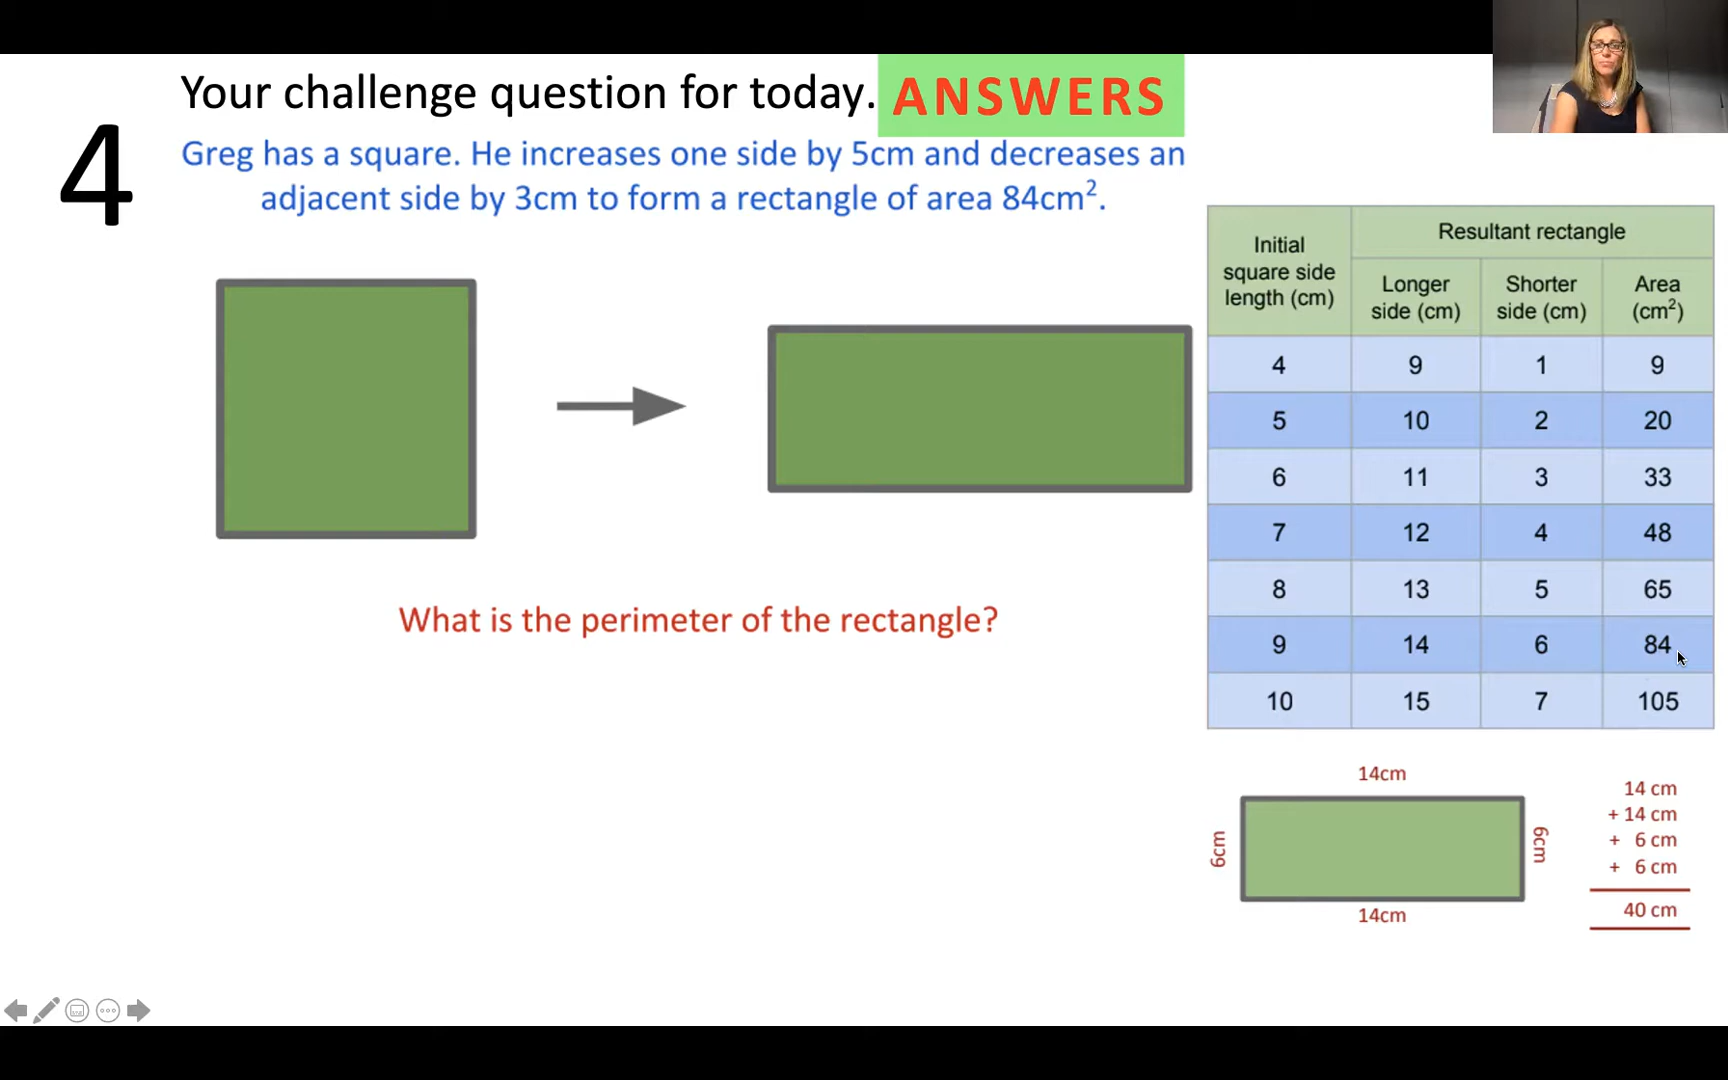 Your challenge question for today. ANSWERS
4
Greg has a square. He increases one side by 5cm and decreases an
adjacent side by 3cm to form a rectangle of area 84cm².
What is the perimeter of the rectangle?
Initial square side length (cm) Resultant rectangle
Longer side (cm) Shorter side (cm) Area (cm²)
4 9 1 9
5 10 2 20
6 11 3 33
7 12 4 48
8 13 5 65
9 14 6 84
10 15 7 105
14cm
6cm
6cm
14cm
14 cm
+ 14 cm
+ 6 cm
+ 6 cm
40 cm